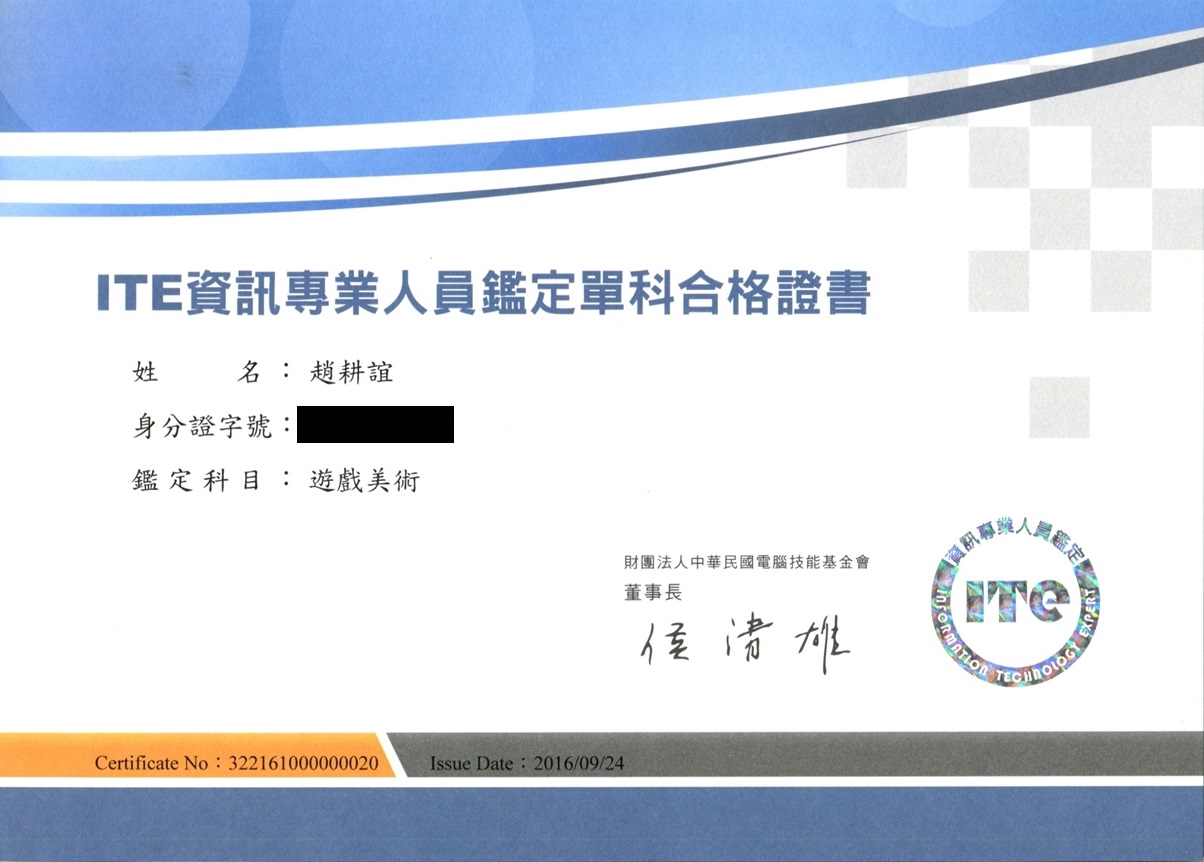 ITE資訊專業人員鑑定單科合格證書
姓 名：趙耕誼
身分證字號：
鑑定科目：遊戲美術
財團法人中華民國電腦技能基金會
董事長
侯清雄
資訊專業人員鑑定
ITE
INFORMATION TECHNOLOGY EXPERT
Certificate No：322161000000020
Issue Date：2016/09/24